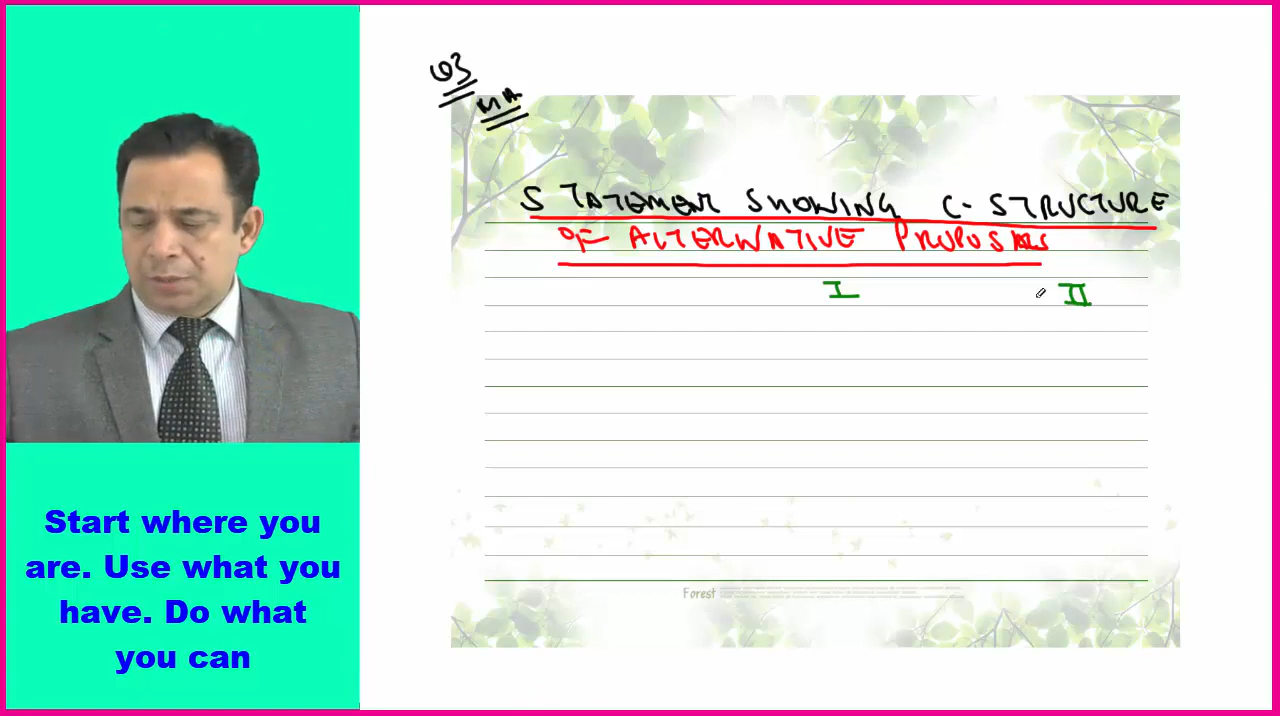 Q3
MA
STATEMENT SHOWING C-STRUCTURE
OF ALTERNATIVE PROPOSALS
I II
Forest
Start where you
are. Use what you
have. Do what
you can